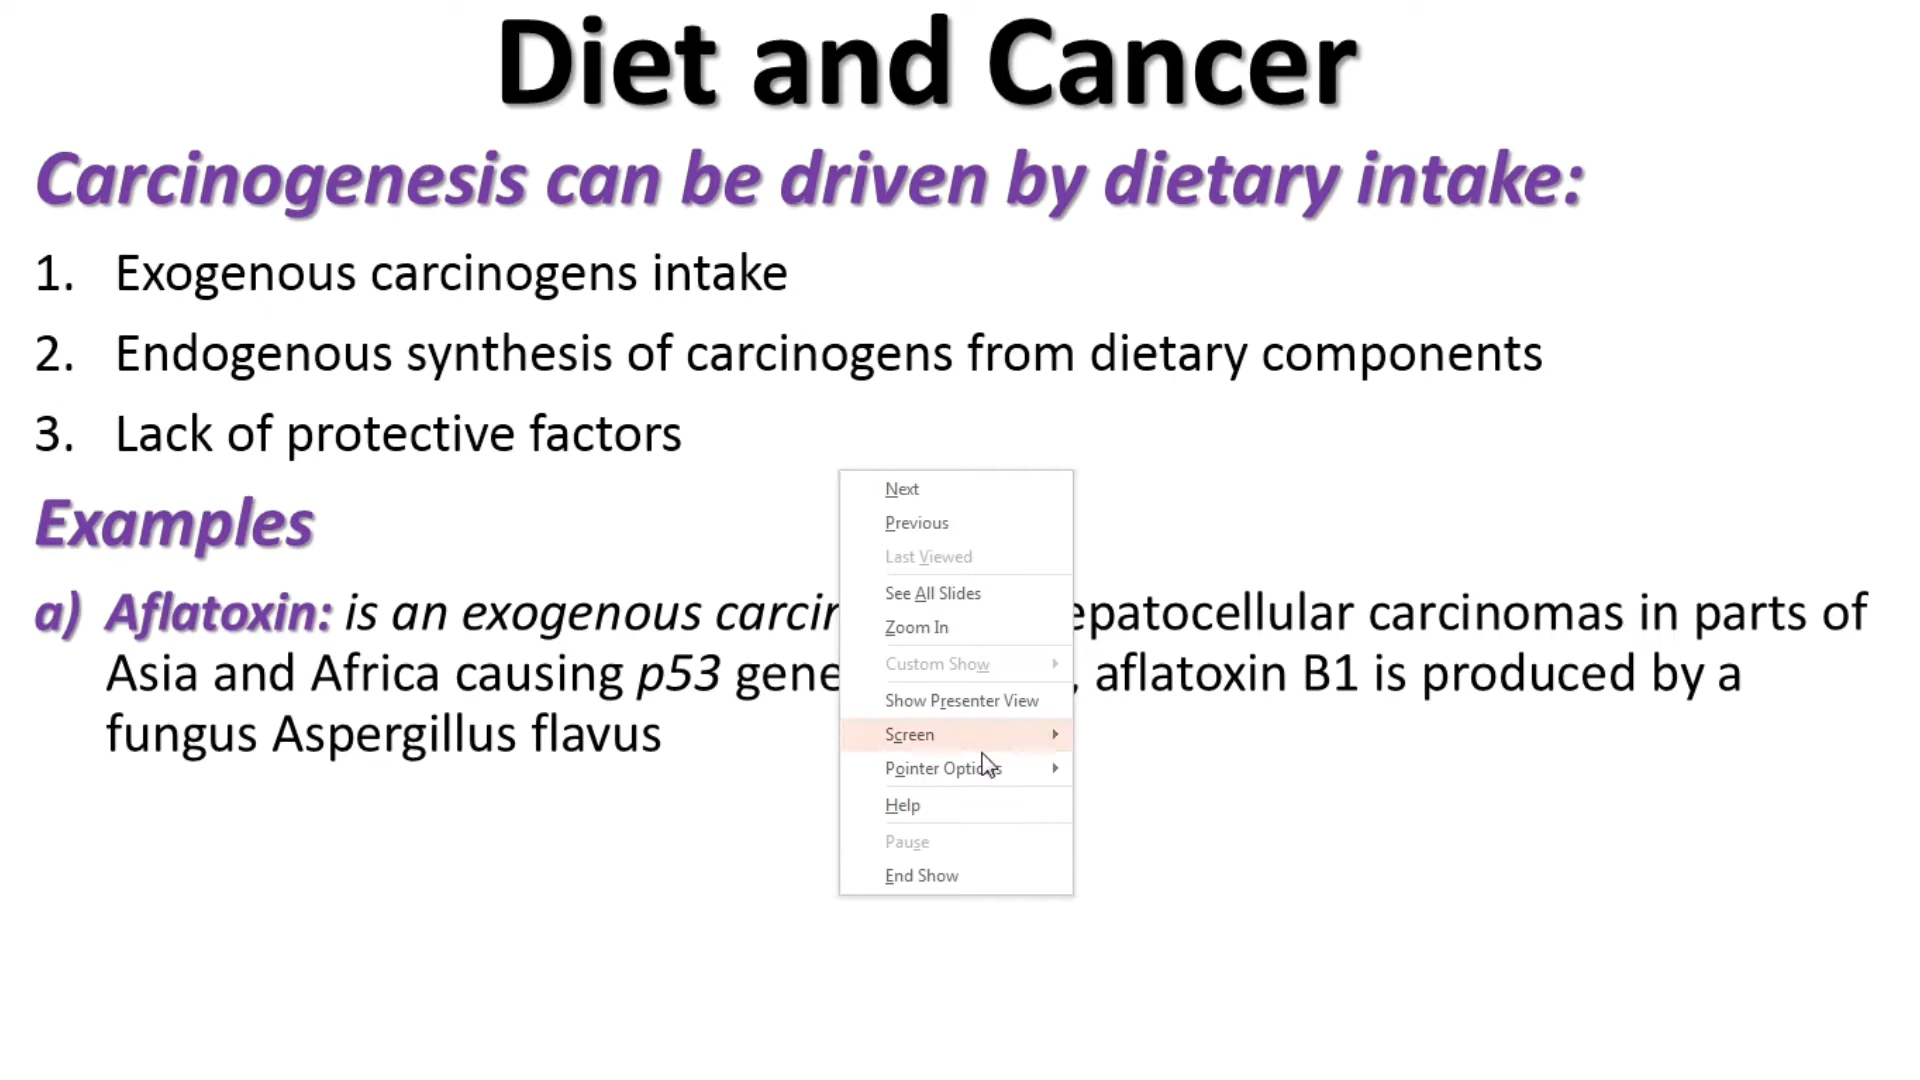 Diet and Cancer
Carcinogenesis can be driven by dietary intake:
1. Exogenous carcinogens intake
2. Endogenous synthesis of carcinogens from dietary components
3. Lack of protective factors
Examples
a) Aflatoxin: is an exogenous epatocellular carcinomas in parts of
Asia and Africa causing p53 gene , aflatoxin B1 is produced by a
fungus Aspergillus flavus
Next
Previous
Last Viewed
See All Slides
Zoom In
Custom Show
Show Presenter View
Screen
Pointer Options
Help
Pause
End Show